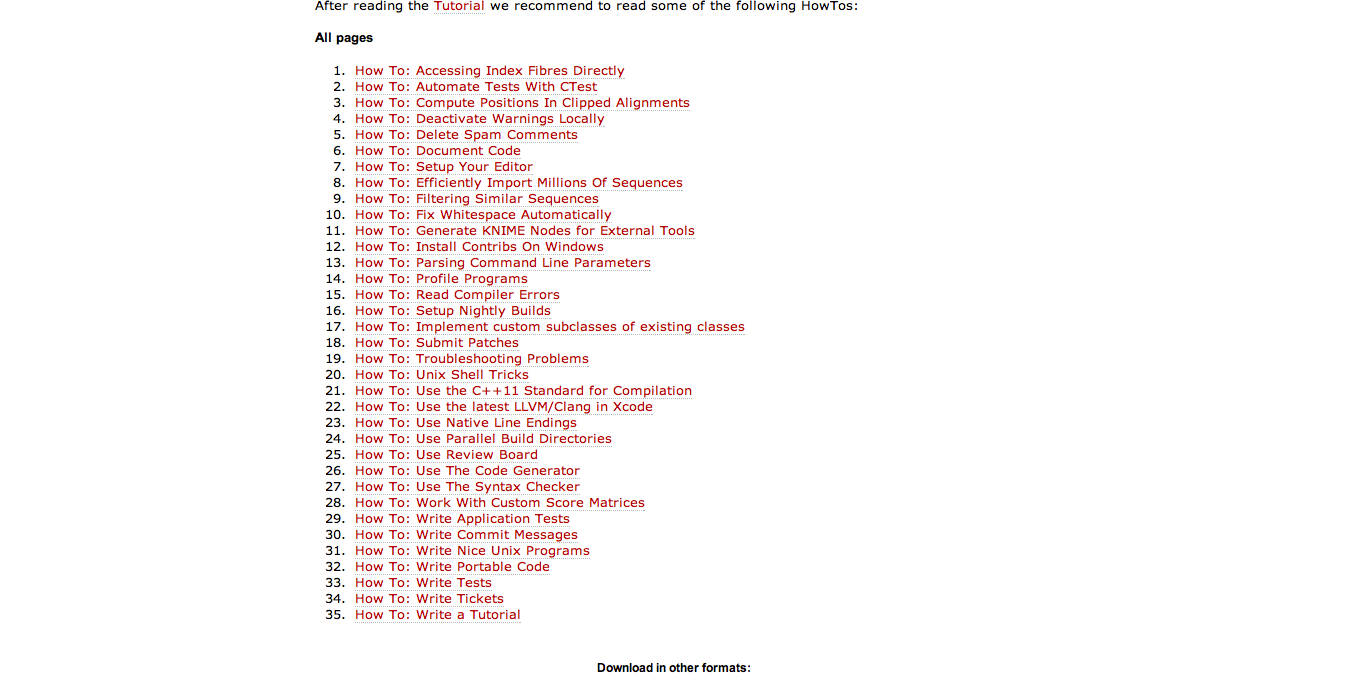 After reading the Tutorial we recommend to read some of the following HowTos:
All pages
1. How To: Accessing Index Fibres Directly
2. How To: Automate Tests With CTest
3. How To: Compute Positions In Clipped Alignments
4. How To: Deactivate Warnings Locally
5. How To: Delete Spam Comments
6. How To: Document Code
7. How To: Setup Your Editor
8. How To: Efficiently Import Millions Of Sequences
9. How To: Filtering Similar Sequences
10. How To: Fix Whitespace Automatically
11. How To: Generate KNIME Nodes for External Tools
12. How To: Install Contribs On Windows
13. How To: Parsing Command Line Parameters
14. How To: Profile Programs
15. How To: Read Compiler Errors
16. How To: Setup Nightly Builds
17. How To: Implement custom subclasses of existing classes
18. How To: Submit Patches
19. How To: Troubleshooting Problems
20. How To: Unix Shell Tricks
21. How To: Use the C++11 Standard for Compilation
22. How To: Use the latest LLVM/Clang in Xcode
23. How To: Use Native Line Endings
24. How To: Use Parallel Build Directories
25. How To: Use Review Board
26. How To: Use The Code Generator
27. How To: Use The Syntax Checker
28. How To: Work With Custom Score Matrices
29. How To: Write Application Tests
30. How To: Write Commit Messages
31. How To: Write Nice Unix Programs
32. How To: Write Portable Code
33. How To: Write Tests
34. How To: Write Tickets
35. How To: Write a Tutorial
Download in other formats: